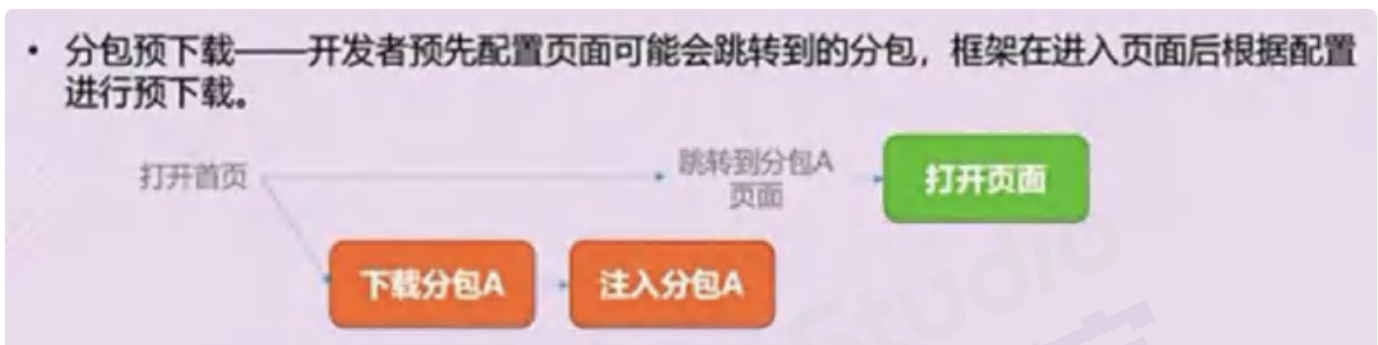 • 分包预下载——开发者预先配置页面可能会跳转到的分包，框架在进入页面后根据配置
进行预下载。
打开首页
跳转到分包A
页面
打开页面
下载分包A
注入分包A
Studio